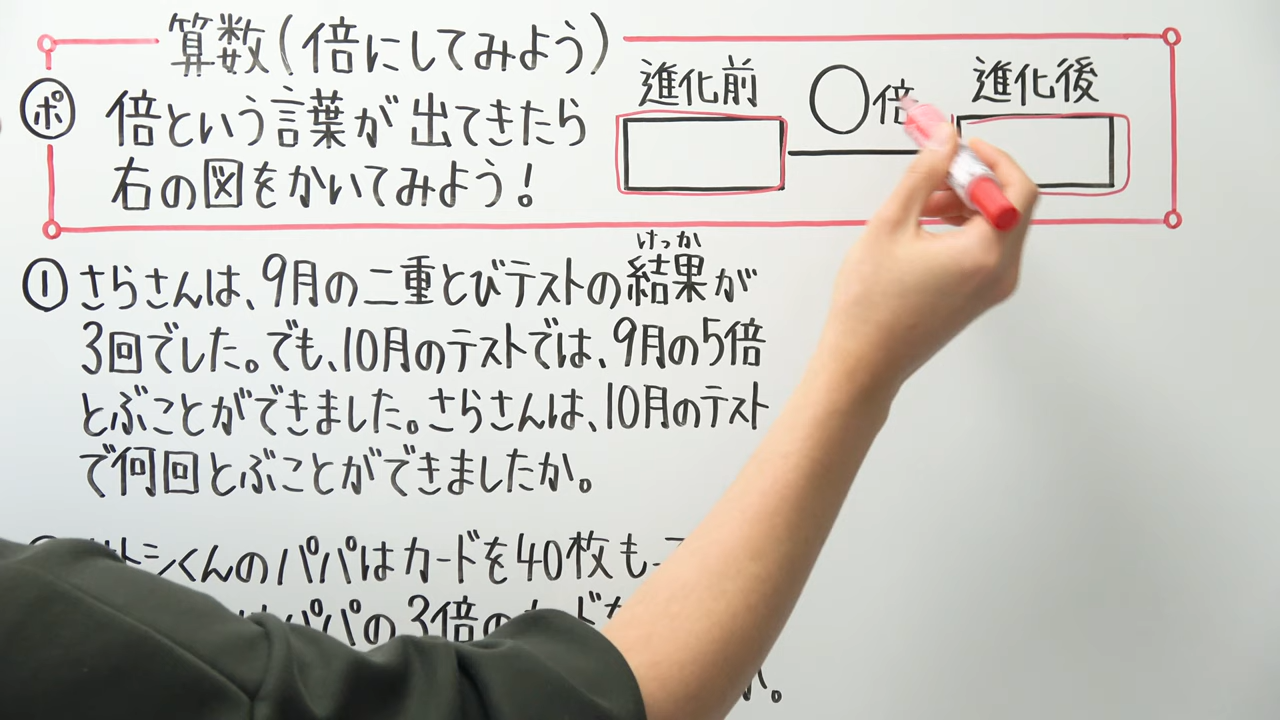 算数(倍にしてみよう)
ポ 倍という言葉が出てきたら
右の図をかいてみよう!
進化前 ○倍 進化後
① さらさんは、9月の二重とびテストの結果が
けっか
3回でした。でも、10月のテストでは、9月の5倍
とぶことができました。さらさんは、10月のテスト
で何回とぶことができましたか。
トシくんのパパはカードを40枚も
はパパの3倍の